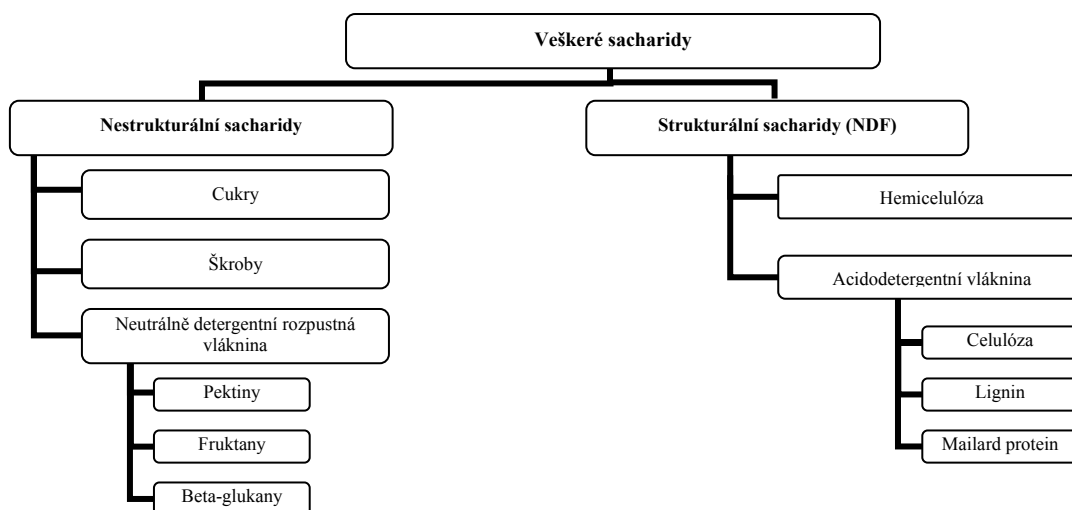 Veškeré sacharidy
Nestrukturální sacharidy
Cukry
Škroby
Neutrálně detergentní rozpustná
vláknina
Pektiny
Fruktany
Beta-glukany
Strukturální sacharidy (NDF)
Hemicelulóza
Acidodetergentní vláknina
Celulóza
Lignin
Mailard protein